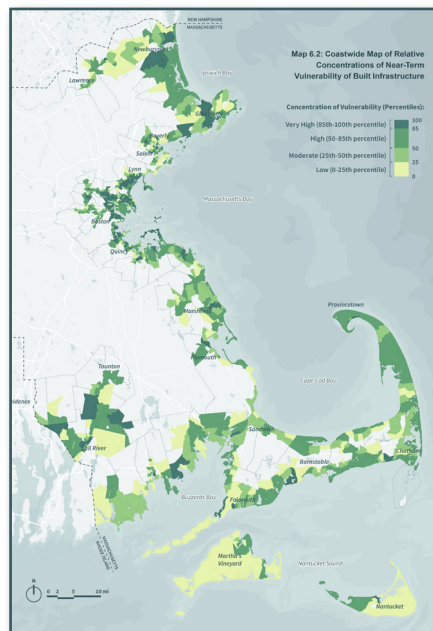 NEW HAMPSHIRE
MASSACHUSETTS
Map 6.2: Coastwide Map of Relative
Concentrations of Near-Term
Vulnerability of Built Infrastructure
Newburyport
Ipswich Bay
Lawrence
Concentration of Vulnerability (Percentiles):
Very High (85th-100th percentile)
100
85
High (50-85th percentile)
Moderate (25th-50th percentile)
50
25
Low (0-25th percentile)
0
Salem
Lynn
Massachusetts Bay
Boston
Quincy
Marshfield
Provincetown
Plymouth
Cape Cod Bay
Taunton
idence
Sandwich
Fall River
Barnstable
Chatham
Buzzards Bay
Falmouth
MASSACHUSETTS
RHODE ISLAND
Martha's
Vineyard
Nantucket Sound
Nantucket
N
0 2 5 10 mi